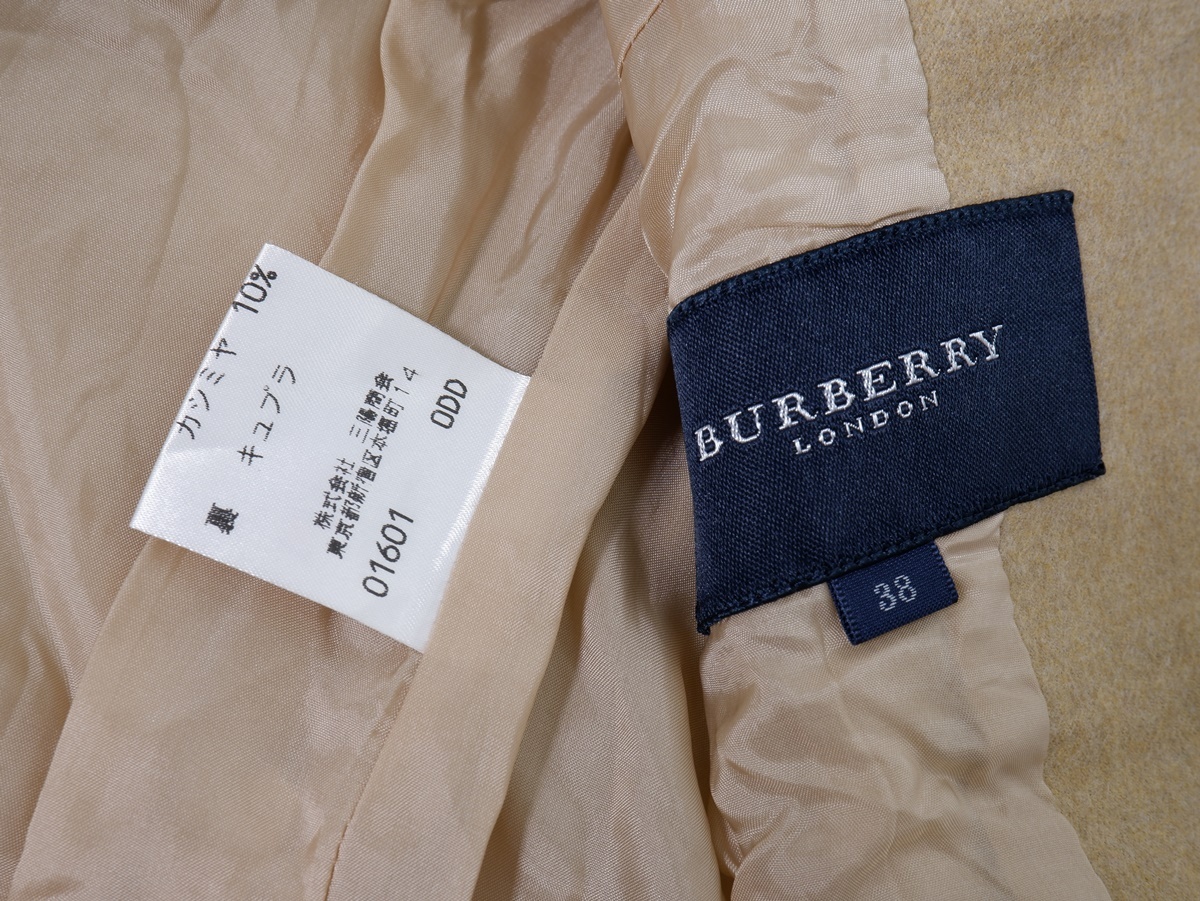 カシミヤ 10%
裏 キュプラ
株式会社 三陽商会
東京都新宿区本塩町14
01601 ODD
BURBERRY
LONDON
38